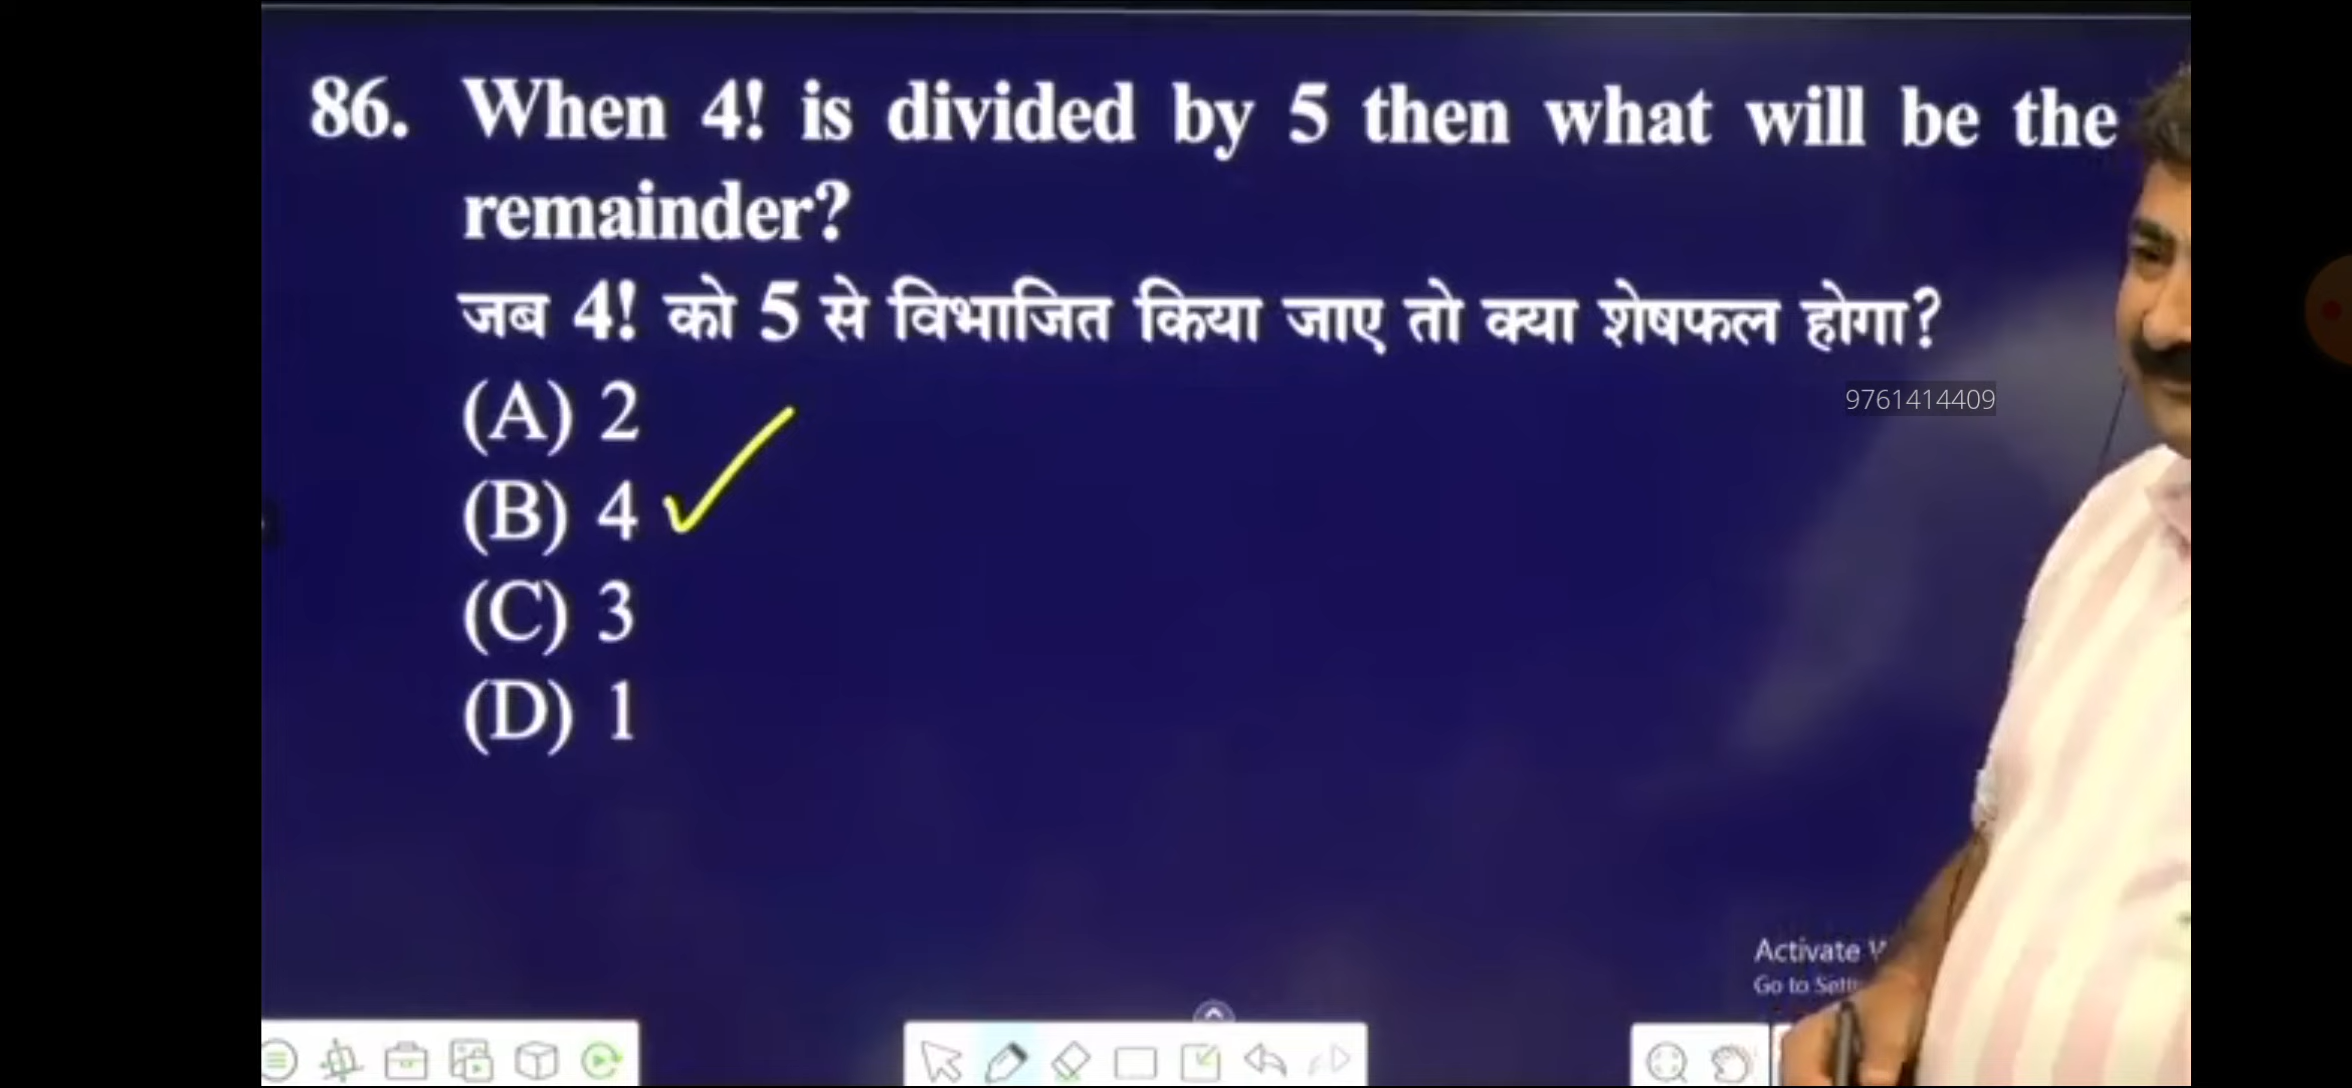 86. When 4! is divided by 5 then what will be the
remainder?
जब 4! को 5 से विभाजित किया जाए तो क्या शेषफल होगा?
(A) 2
9761414409
(B) 4
(C) 3
(D) 1
Activate
Go to